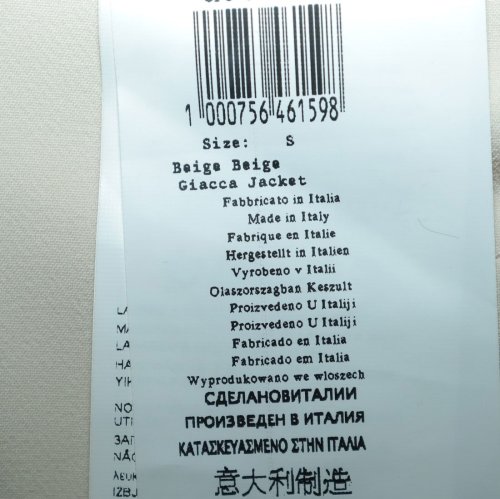 1 000756 461598
Size: S
Beige Beige
Giacca Jacket
Fabbricato in Italia
Made in Italy
Fabrique en Italie
Hergestellt in Italien
Vyrobeno v Italii
Olaszorszagban Keszult
Proizvedeno U Italiji
Proizvedeno U Italiji
Fabricado en Italia
Fabricado em Italia
Wyprodukowano we wloszech
СДЕЛАНОВИТАЛИИ
ПРОИЗВЕДЕН В ИТАЛИЯ
ΚΑΤΑΣΚΕΥΑΣΜΕΝΟ ΣΤΗΝ ΙΤΑΛΙΑ
意大利制造